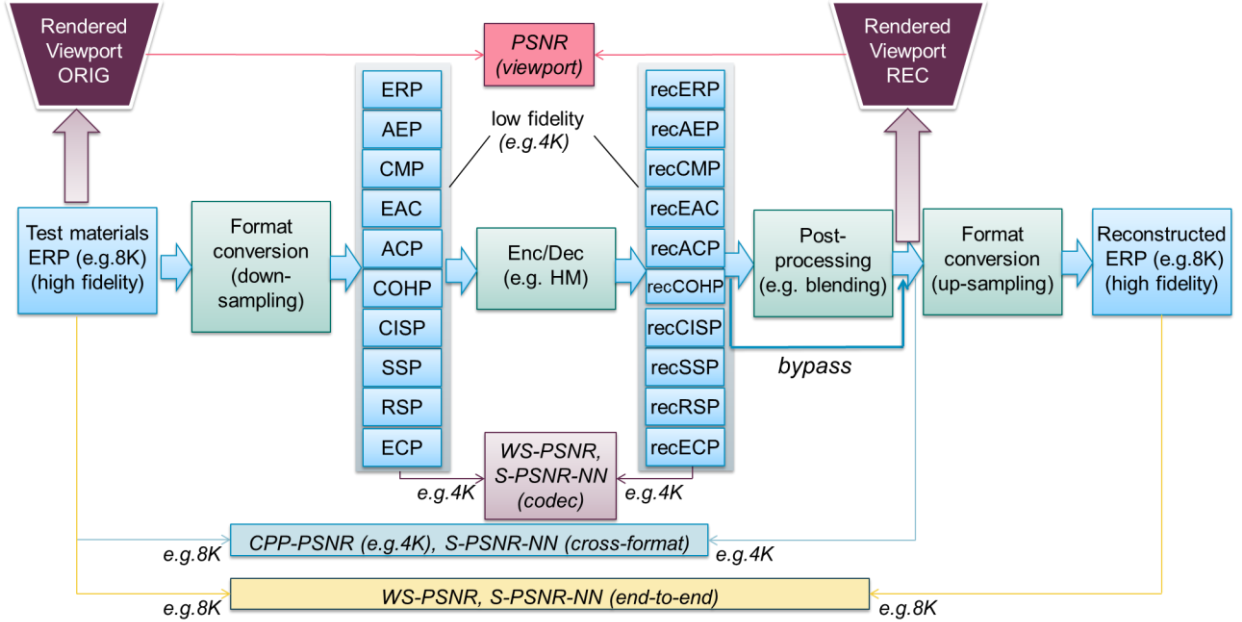 Rendered
Viewport
ORIG
PSNR
(viewport)
Rendered
Viewport
REC
ERP
AEP
CMP
EAC
ACP
COHP
CISP
SSP
RSP
ECP
low fidelity
(e.g.4K)
recERP
recAEP
recCMP
recEAC
recACP
recCOHP
recCISP
recSSP
recRSP
recECP
Test materials
ERP (e.g.8K)
(high fidelity)
Format
conversion
(down-
sampling)
Enc/Dec
(e.g. HM)
Post-
processing
(e.g. blending)
Format
conversion
(up-sampling)
Reconstructed
ERP (e.g.8K)
(high fidelity)
bypass
e.g.4K
WS-PSNR,
S-PSNR-NN
(codec)
e.g.4K
e.g.8K
CPP-PSNR (e.g.4K), S-PSNR-NN (cross-format)
e.g.4K
e.g.8K
WS-PSNR, S-PSNR-NN (end-to-end)
e.g.8K